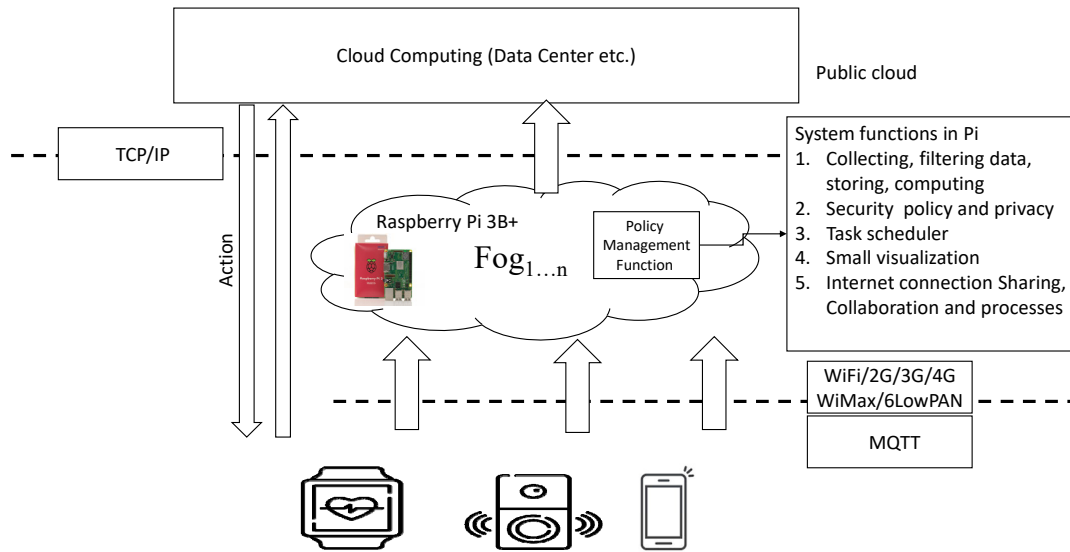 Cloud Computing (Data Center etc.)
Public cloud
TCP/IP
System functions in Pi
1. Collecting, filtering data,
storing, computing
2. Security policy and privacy
3. Task scheduler
4. Small visualization
5. Internet connection Sharing,
Collaboration and processes
Action
Raspberry Pi 3B+
Fog1...n
Policy
Management
Function
WiFi/2G/3G/4G
WiMax/6LowPAN
MQTT